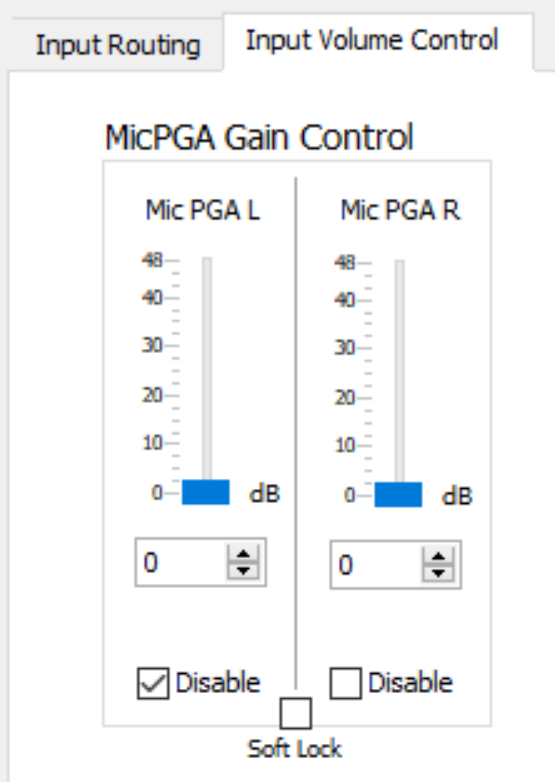 Input Routing Input Volume Control
MicPGA Gain Control
Mic PGA L Mic PGA R
48 48
40 40
30 30
20 20
10 10
0 dB 0 dB
0 0
Disable Disable
Soft Lock